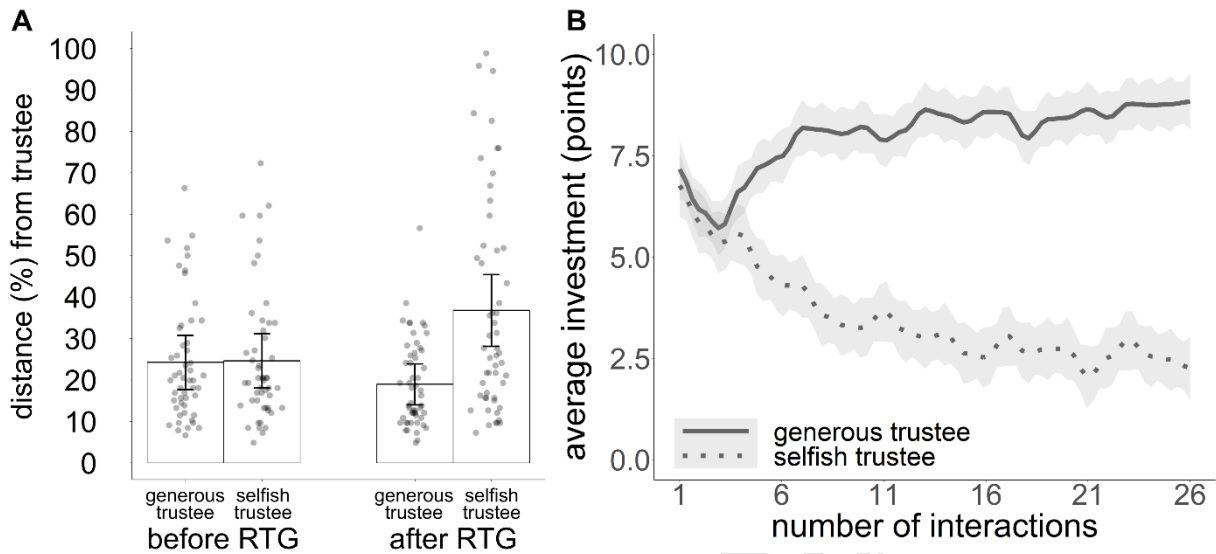 A
distance (%) from trustee
100
90
80
70
60
50
40
30
20
10
0
generous trustee
selfish trustee
generous trustee
selfish trustee
before RTG
after RTG
B
average investment (points)
10.0
7.5
5.0
2.5
0.0
generous trustee
selfish trustee
1 6 11 16 21 26
number of interactions